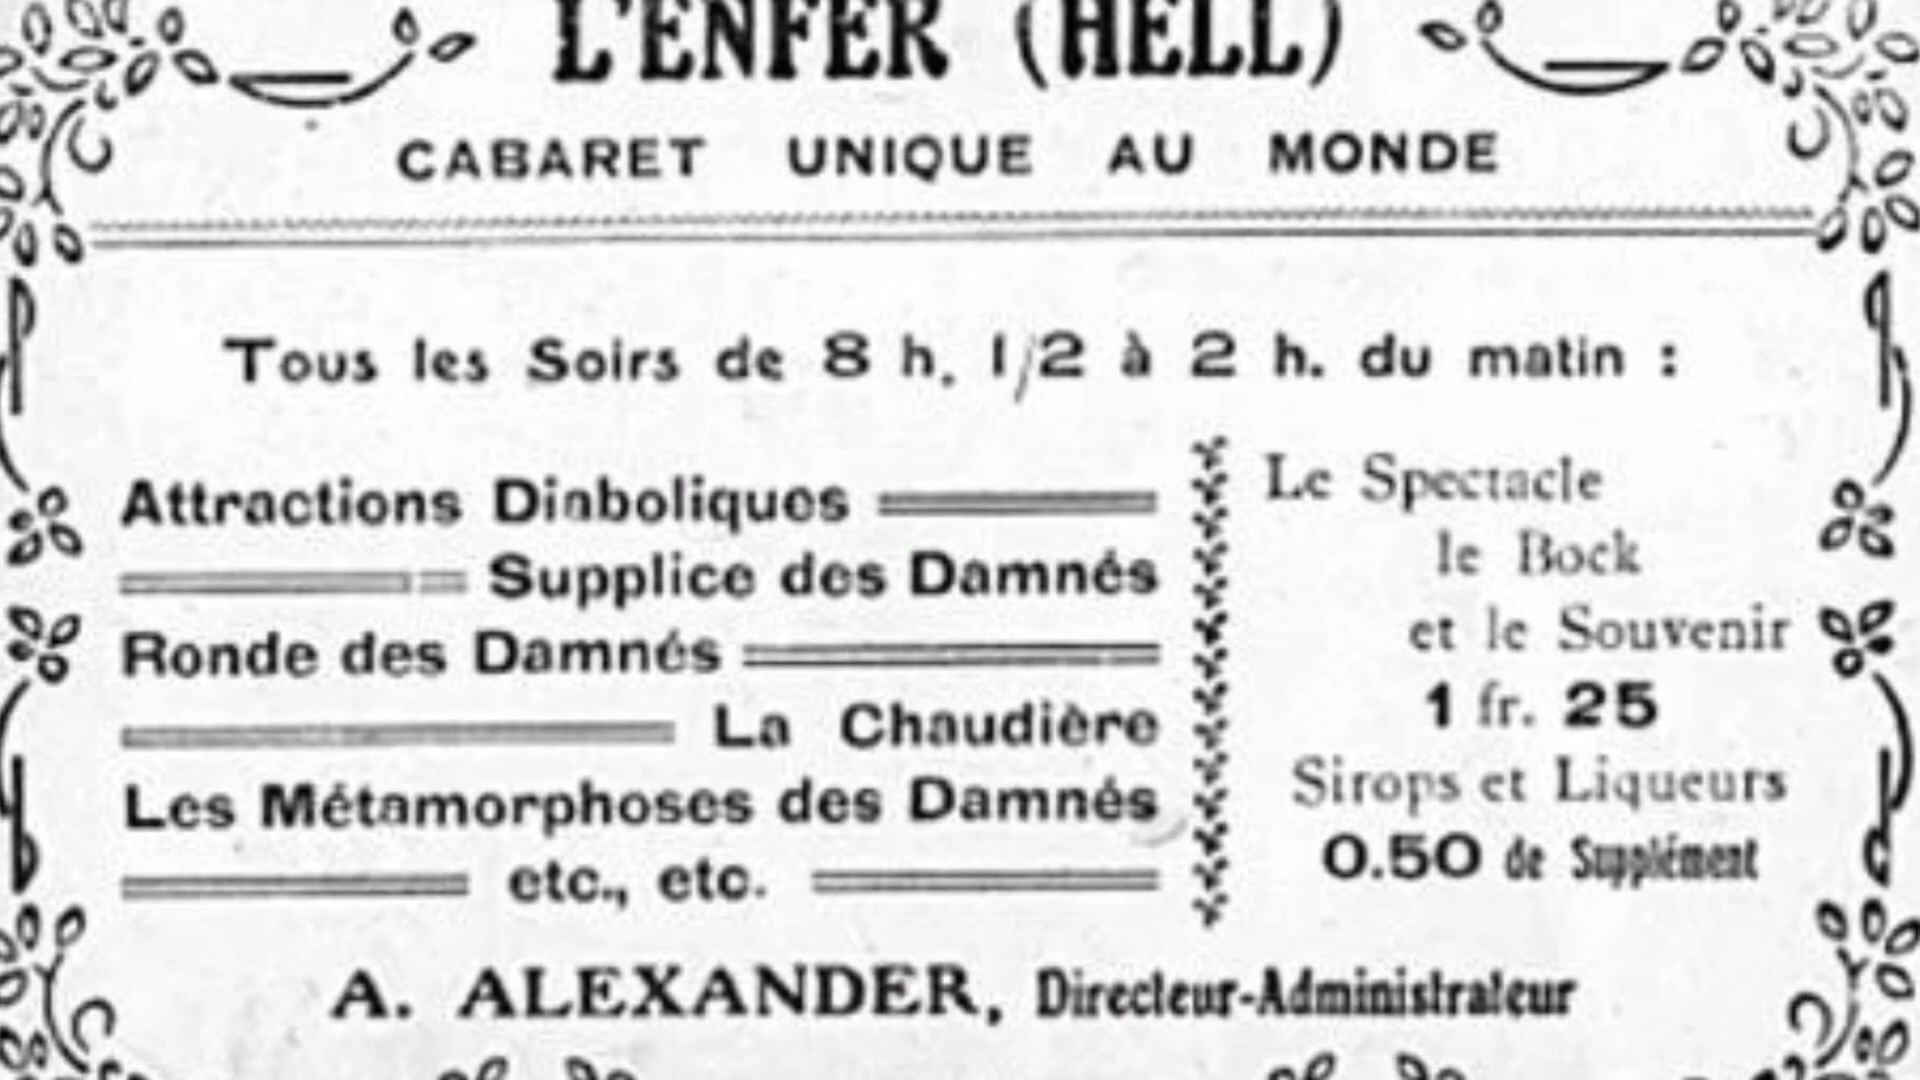 L'ENFER (HELL)
CABARET UNIQUE AU MONDE
Tous les Soirs de 8 h. 1/2 à 2 h. du matin :
Attractions Diaboliques
Supplice des Damnés
Ronde des Damnés
La Chaudière
Les Métamorphoses des Damnés
etc., etc.
Le Spectacle
le Bock
et le Souvenir
1 fr. 25
Sirops et Liqueurs
0.50 de Supplément
A. ALEXANDER, Directeur-Administrateur